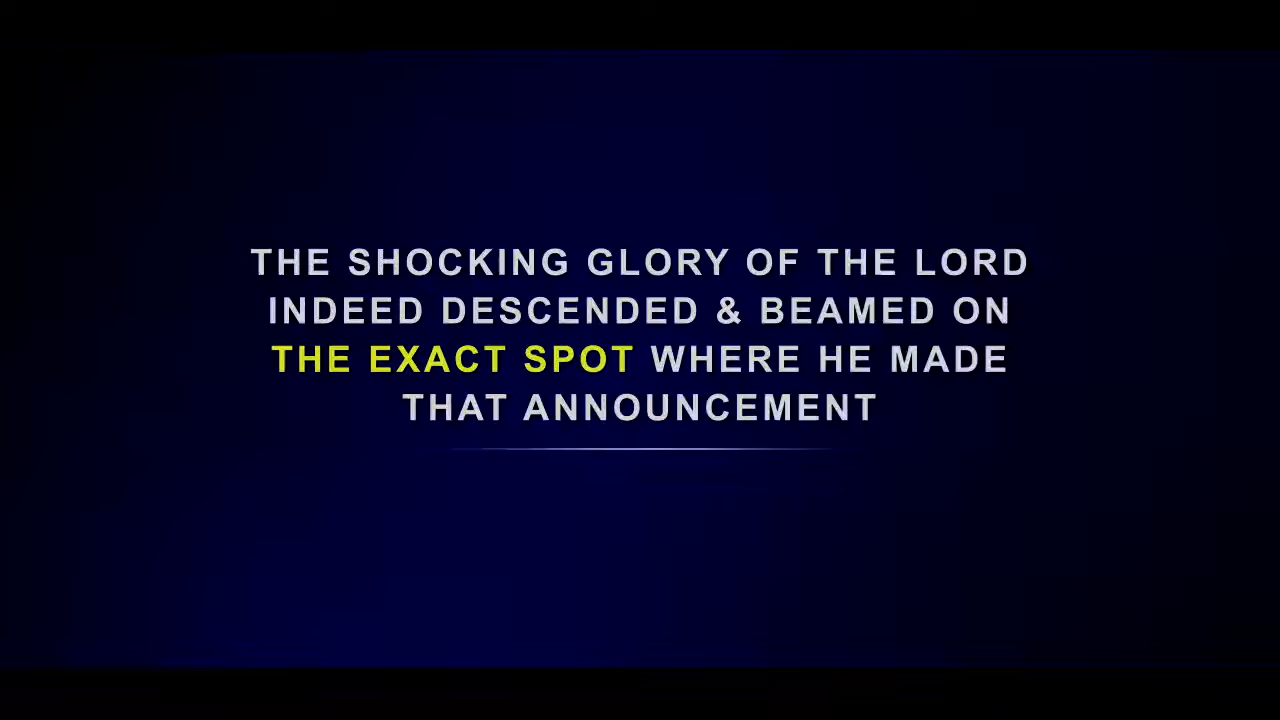 THE SHOCKING GLORY OF THE LORD
INDEED DESCENDED & BEAMED ON
THE EXACT SPOT WHERE HE MADE
THAT ANNOUNCEMENT